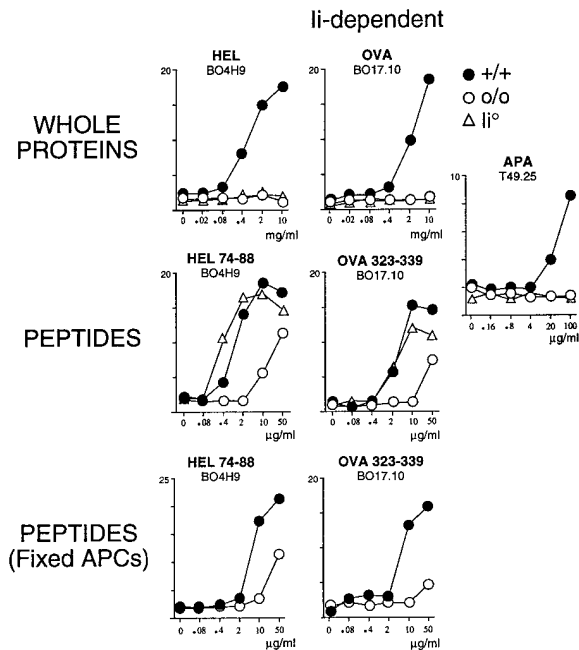 Ii-dependent
HEL
BO4H9
OVA
BO17.10
+/+
o/o
Ii°
WHOLE
PROTEINS
20
0 •02 •08 •4 2 10
mg/ml
20
0 •02 •08 •4 2 10
mg/ml
APA
T49.25
10
0 •16 •8 4 20 100
µg/ml
HEL 74-88
BO4H9
OVA 323-339
BO17.10
PEPTIDES
20
0 •08 •4 2 10 50
µg/ml
20
0 •08 •4 2 10 50
µg/ml
HEL 74-88
BO4H9
OVA 323-339
BO17.10
PEPTIDES
(Fixed APCs)
25
0 •08 •4 2 10 50
µg/ml
20
0 •08 •4 2 10 50
µg/ml